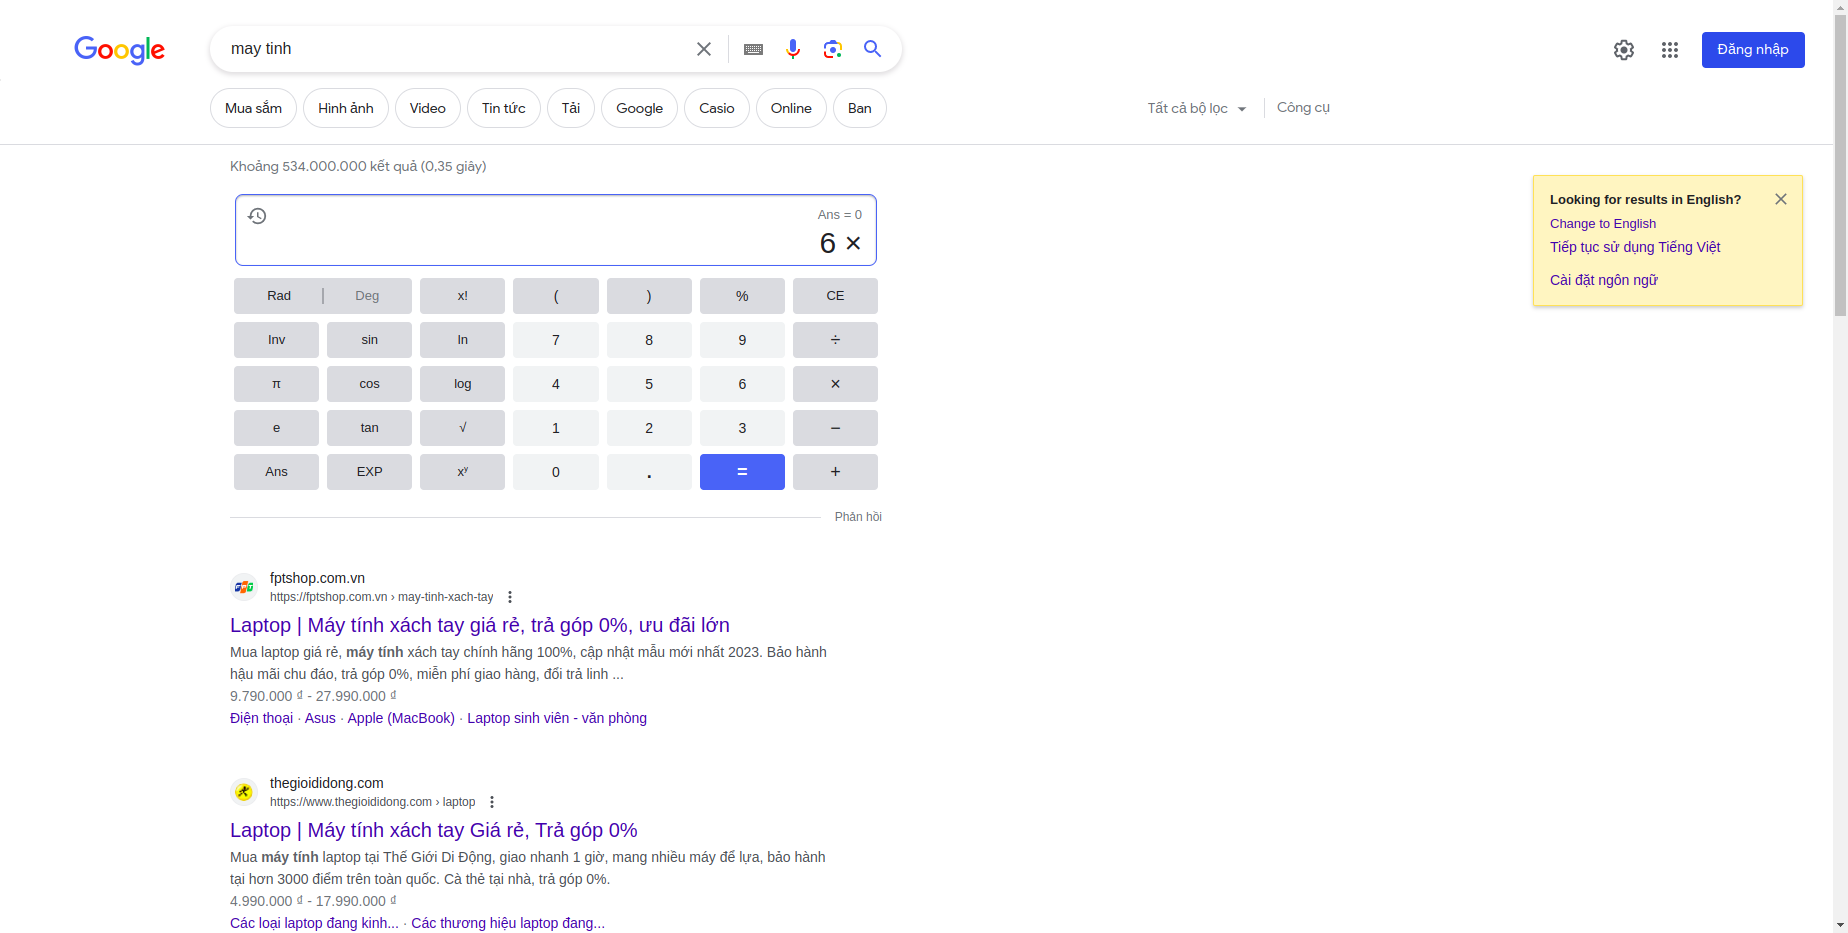 Google
may tinh
Đăng nhập
Mua sắm
Hình ảnh
Video
Tin tức
Tải
Google
Casio
Online
Ban
Tất cả bộ lọc
Công cụ
Khoảng 534.000.000 kết quả (0,35 giây)
Looking for results in English?
Change to English
Tiếp tục sử dụng Tiếng Việt
Cài đặt ngôn ngữ
Ans = 0
6 ×
Rad | Deg x! ( ) % CE
Inv sin ln 7 8 9 ÷
π cos log 4 5 6 ×
e tan √ 1 2 3 −
Ans EXP xʸ 0 . = +
Phản hồi
fptshop.com.vn
https://fptshop.com.vn › may-tinh-xach-tay
Laptop | Máy tính xách tay giá rẻ, trả góp 0%, ưu đãi lớn
Mua laptop giá rẻ, máy tính xách tay chính hãng 100%, cập nhật mẫu mới nhất 2023. Bảo hành
hậu mãi chu đáo, trả góp 0%, miễn phí giao hàng, đổi trả linh ...
9.790.000 ₫ - 27.990.000 ₫
Điện thoại · Asus · Apple (MacBook) · Laptop sinh viên - văn phòng
thegioididong.com
https://www.thegioididong.com › laptop
Laptop | Máy tính xách tay Giá rẻ, Trả góp 0%
Mua máy tính laptop tại Thế Giới Di Động, giao nhanh 1 giờ, mang nhiều máy để lựa, bảo hành
tại hơn 3000 điểm trên toàn quốc. Cà thẻ tại nhà, trả góp 0%.
4.990.000 ₫ - 17.990.000 ₫
Các loại laptop đang kinh... · Các thương hiệu laptop đang...